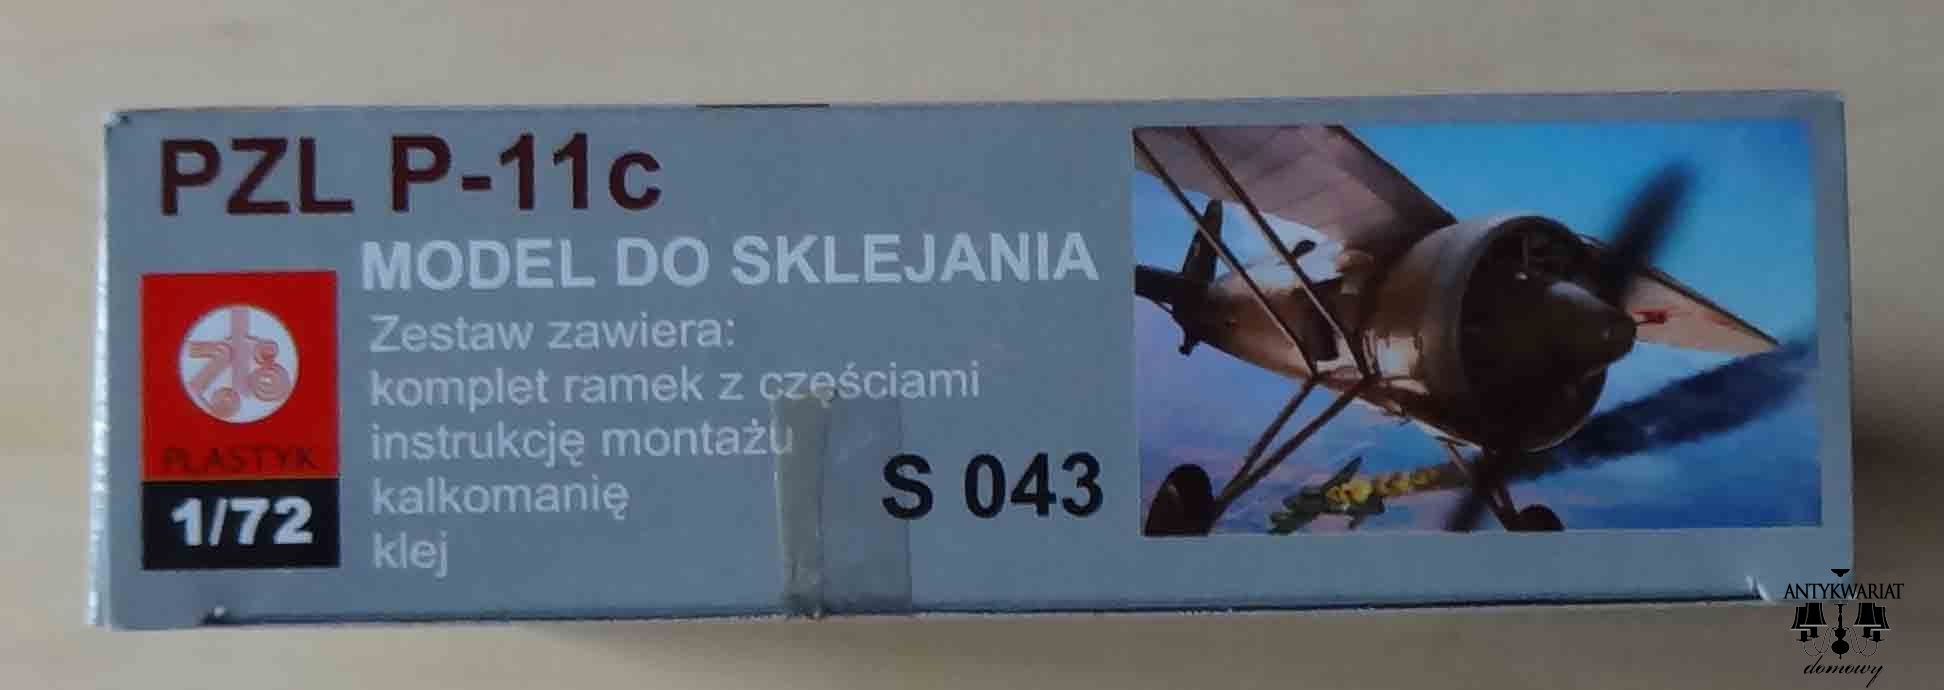 PZL P-11c
MODEL DO SKLEJANIA
Zestaw zawiera:
komplet ramek z częściami
instrukcję montażu
kalkomanię
klej
S 043
PLASTYK
1/72
ANTYKWARIAT
domowy